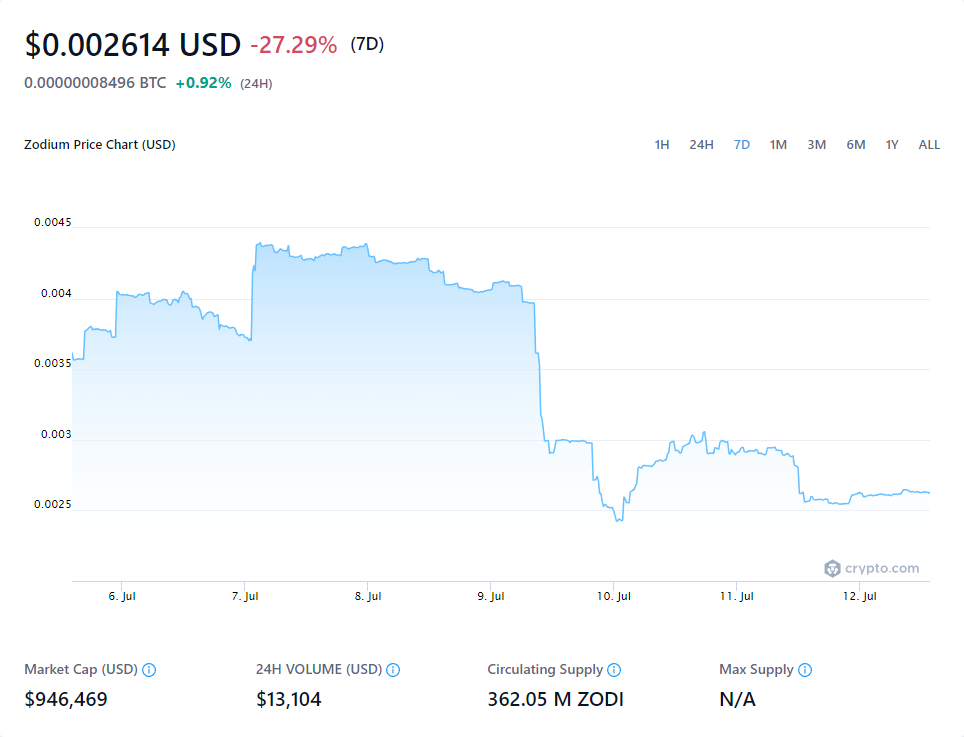 $0.002614 USD -27.29% (7D)
0.00000008496 BTC +0.92% (24H)
Zodium Price Chart (USD) 1H 24H 7D 1M 3M 6M 1Y ALL
0.0045
0.004
0.0035
0.003
0.0025
crypto.com
6. Jul 7. Jul 8. Jul 9. Jul 10. Jul 11. Jul 12. Jul
Market Cap (USD) 24H VOLUME (USD) Circulating Supply Max Supply
$946,469 $13,104 362.05 M ZODI N/A